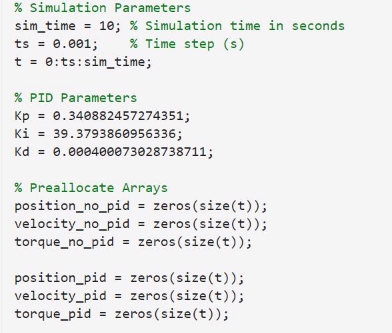 % Simulation Parameters
sim_time = 10; % Simulation time in seconds
ts = 0.001;    % Time step (s)
t = 0:ts:sim_time;

% PID Parameters
Kp = 0.340882457274351;
Ki = 39.3793860956336;
Kd = 0.000400073028738711;

% Preallocate Arrays
position_no_pid = zeros(size(t));
velocity_no_pid = zeros(size(t));
torque_no_pid = zeros(size(t));

position_pid = zeros(size(t));
velocity_pid = zeros(size(t));
torque_pid = zeros(size(t));